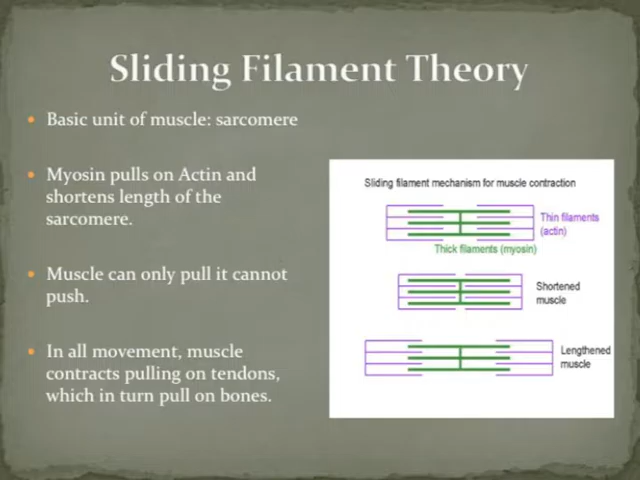 Sliding Filament Theory
Basic unit of muscle: sarcomere
Myosin pulls on Actin and
shortens length of the
sarcomere.
Muscle can only pull it cannot
push.
In all movement, muscle
contracts pulling on tendons,
which in turn pull on bones.
Sliding filament mechanism for muscle contraction
Thin filaments
(actin)
Thick filaments (myosin)
Shortened
muscle
Lengthened
muscle